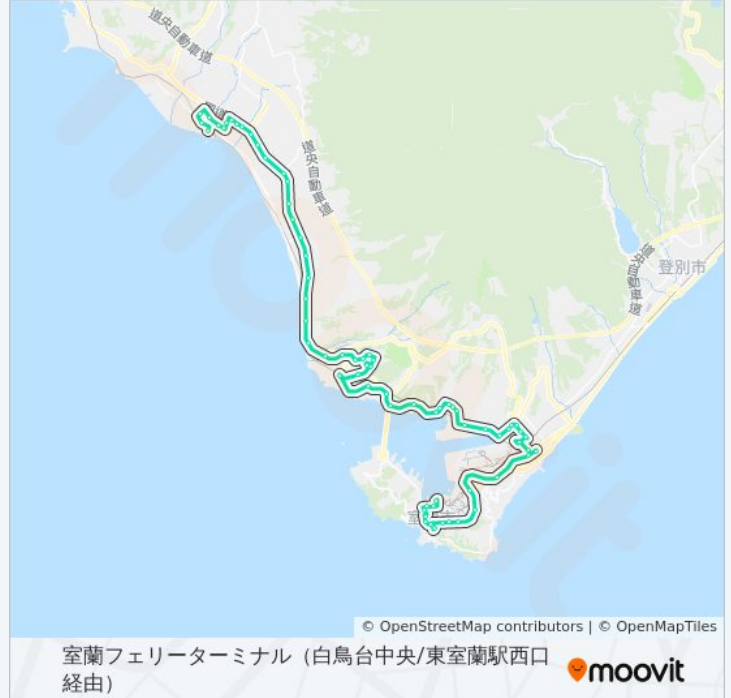 道央自動車道
道央自動車道
道央自動車道
登別市
© OpenStreetMap contributors | © OpenMapTiles
室蘭フェリーターミナル（白鳥台中央/東室蘭駅西口
経由）
moovit